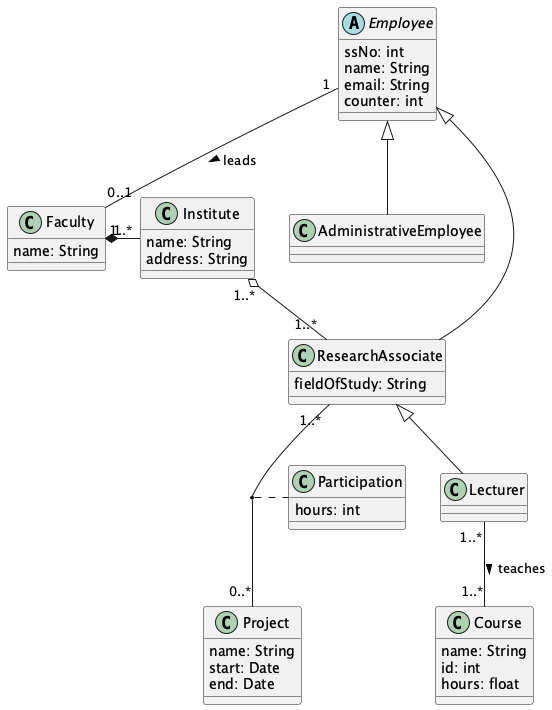 A Employee
ssNo: int
name: String
email: String
counter: int
1
leads
0..1
C Faculty
name: String
1
1..*
C Institute
name: String
address: String
C AdministrativeEmployee
1..*
1..*
C ResearchAssociate
fieldOfStudy: String
1..*
C Participation
hours: int
C Lecturer
1..*
teaches
0..*
1..*
C Project
name: String
start: Date
end: Date
C Course
name: String
id: int
hours: float